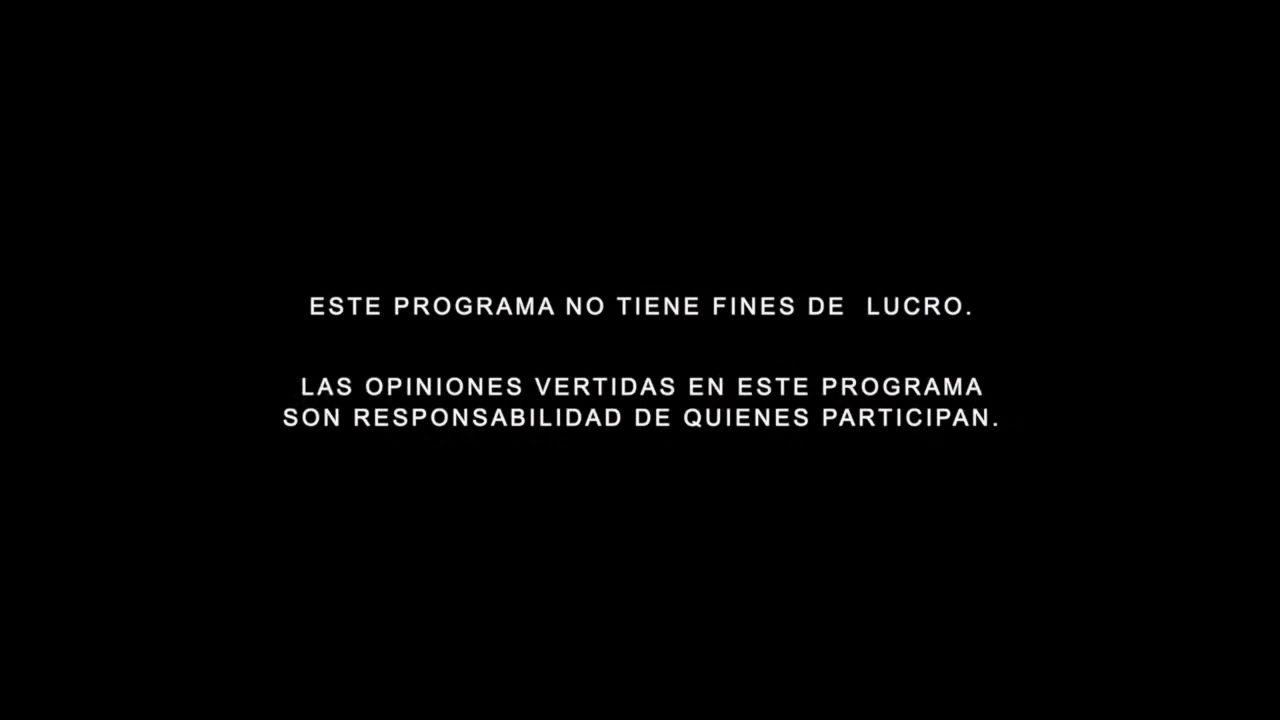 ESTE PROGRAMA NO TIENE FINES DE  LUCRO.
LAS OPINIONES VERTIDAS EN ESTE PROGRAMA
SON RESPONSABILIDAD DE QUIENES PARTICIPAN.